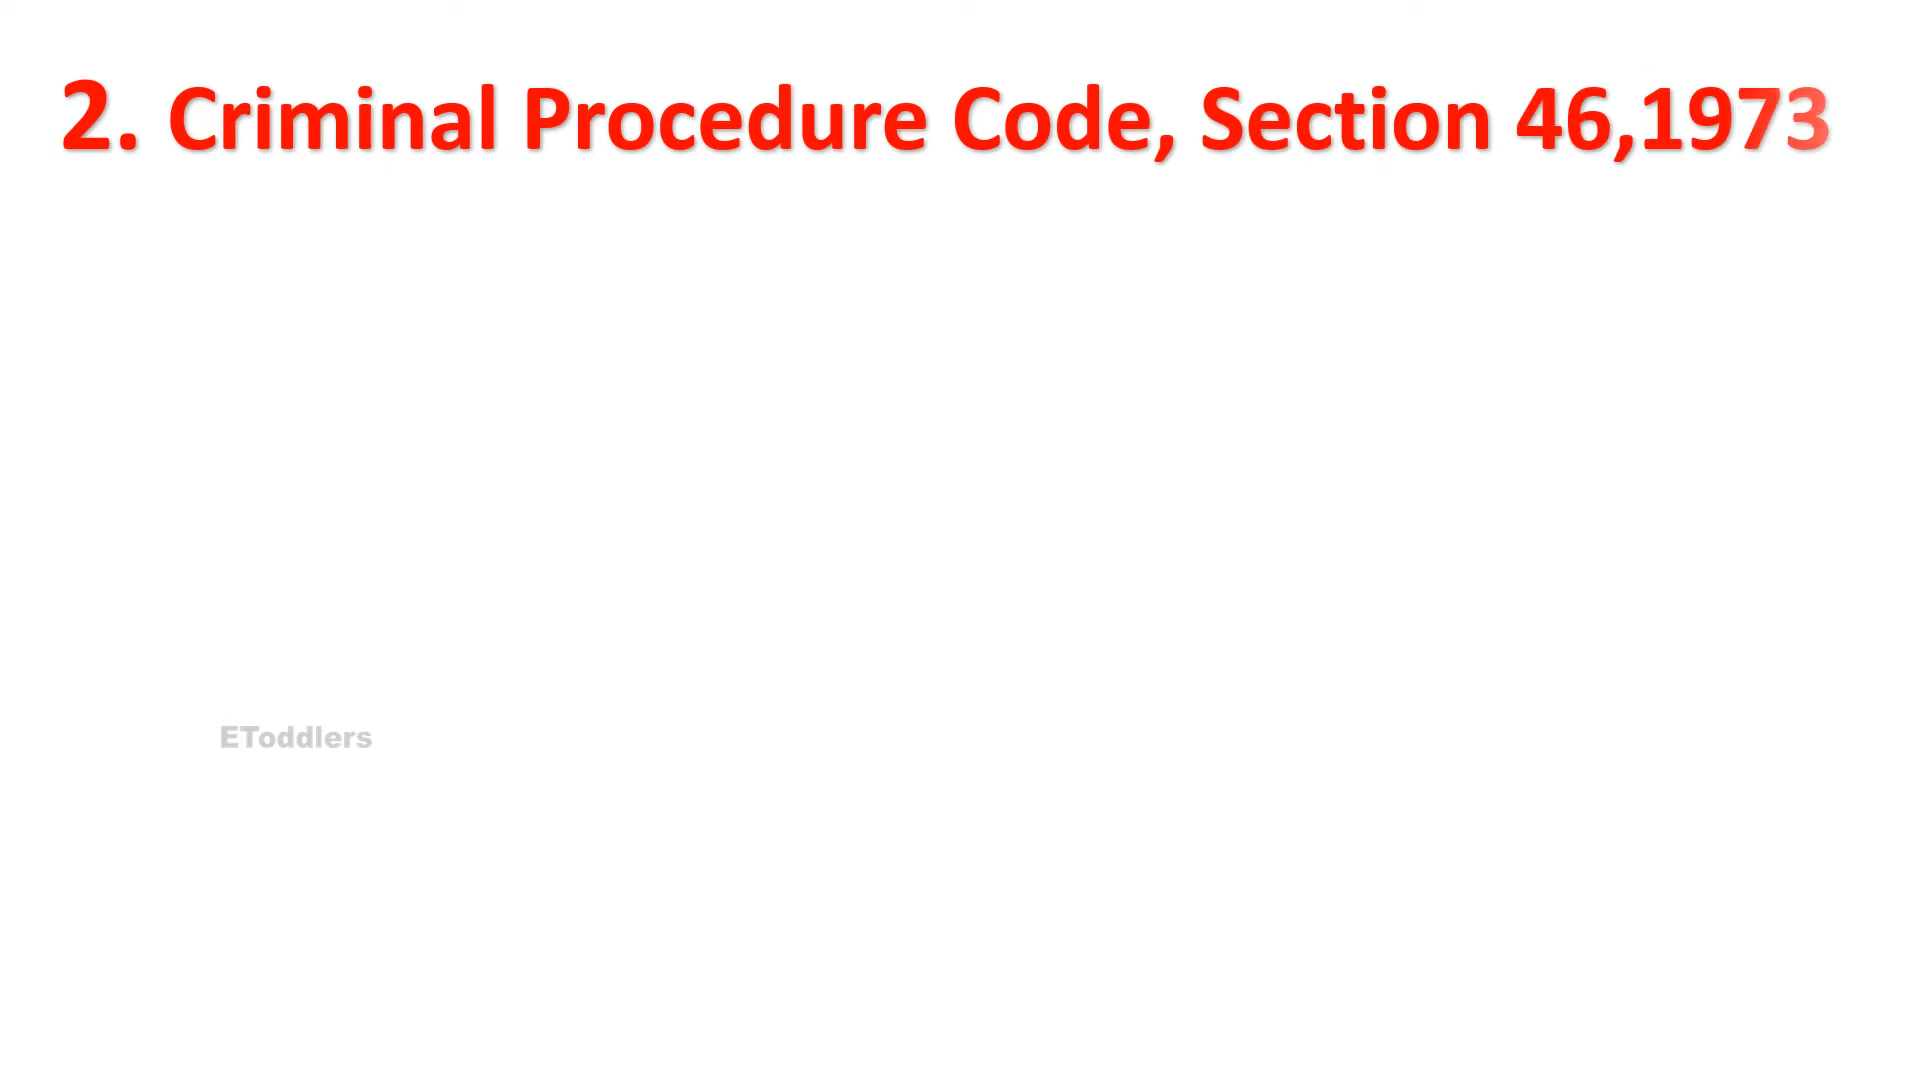 2. Criminal Procedure Code, Section 46,1973
EToddlers